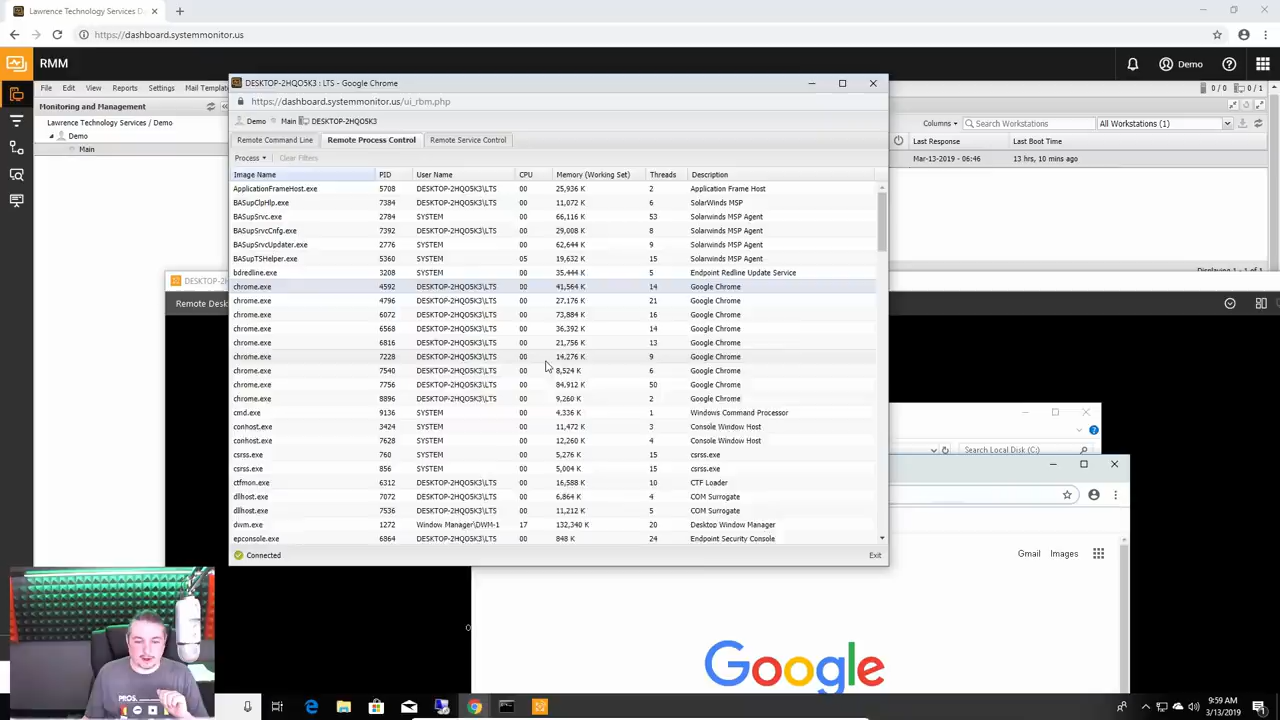 Lawrence Technology Services D
https://dashboard.systemmonitor.us
RMM
Demo
File Edit View Reports Settings Mail Templat
0 / 0 0 / 1
Monitoring and Management
Lawrence Technology Services / Demo
Demo
Main
Columns Search Workstations All Workstations (1)
Last Response Last Boot Time
Mar-13-2019 - 06:46 13 hrs, 10 mins ago
Displaying 1 - 1 of 1
DESKTOP-2H
Remote Desk
DESKTOP-2HQO5K3 : LTS - Google Chrome
https://dashboard.systemmonitor.us/ui_rbm.php
Demo Main DESKTOP-2HQO5K3
Remote Command Line Remote Process Control Remote Service Control
Process Clear Filters
Image Name PID User Name CPU Memory (Working Set) Threads Description
ApplicationFrameHost.exe 5708 DESKTOP-2HQO5K3\LTS 00 25,936 K 2 Application Frame Host
BASupClpHlp.exe 7384 DESKTOP-2HQO5K3\LTS 00 11,072 K 6 SolarWinds MSP
BASupSrvc.exe 2784 SYSTEM 00 66,116 K 53 Solarwinds MSP Agent
BASupSrvcCnfg.exe 7392 DESKTOP-2HQO5K3\LTS 00 29,008 K 8 Solarwinds MSP Agent
BASupSrvcUpdater.exe 2776 SYSTEM 00 62,644 K 9 Solarwinds MSP Agent
BASupTSHelper.exe 5360 SYSTEM 05 19,632 K 15 Solarwinds MSP Agent
bdredline.exe 3208 SYSTEM 00 35,444 K 5 Endpoint Redline Update Service
chrome.exe 4592 DESKTOP-2HQO5K3\LTS 00 41,564 K 14 Google Chrome
chrome.exe 4796 DESKTOP-2HQO5K3\LTS 00 27,176 K 21 Google Chrome
chrome.exe 6072 DESKTOP-2HQO5K3\LTS 00 73,884 K 16 Google Chrome
chrome.exe 6568 DESKTOP-2HQO5K3\LTS 00 36,392 K 14 Google Chrome
chrome.exe 6816 DESKTOP-2HQO5K3\LTS 00 21,756 K 13 Google Chrome
chrome.exe 7228 DESKTOP-2HQO5K3\LTS 00 14,276 K 9 Google Chrome
chrome.exe 7540 DESKTOP-2HQO5K3\LTS 00 8,524 K 6 Google Chrome
chrome.exe 7756 DESKTOP-2HQO5K3\LTS 00 84,912 K 50 Google Chrome
chrome.exe 8896 DESKTOP-2HQO5K3\LTS 00 9,260 K 2 Google Chrome
cmd.exe 9136 SYSTEM 00 4,336 K 1 Windows Command Processor
conhost.exe 3424 SYSTEM 00 11,472 K 3 Console Window Host
conhost.exe 7628 SYSTEM 00 12,260 K 4 Console Window Host
csrss.exe 760 SYSTEM 00 5,276 K 15 csrss.exe
csrss.exe 856 SYSTEM 00 5,004 K 15 csrss.exe
ctfmon.exe 6312 DESKTOP-2HQO5K3\LTS 00 16,588 K 10 CTF Loader
dllhost.exe 7072 DESKTOP-2HQO5K3\LTS 00 6,864 K 4 COM Surrogate
dllhost.exe 7536 DESKTOP-2HQO5K3\LTS 00 11,212 K 5 COM Surrogate
dwm.exe 1272 Window Manager\DWM-1 17 132,340 K 20 Desktop Window Manager
epconsole.exe 6864 DESKTOP-2HQO5K3\LTS 00 848 K 24 Endpoint Security Console
Connected Exit
Search Local Disk (C:)
Gmail Images
Google
PROS.
9:59 AM
3/13/2019